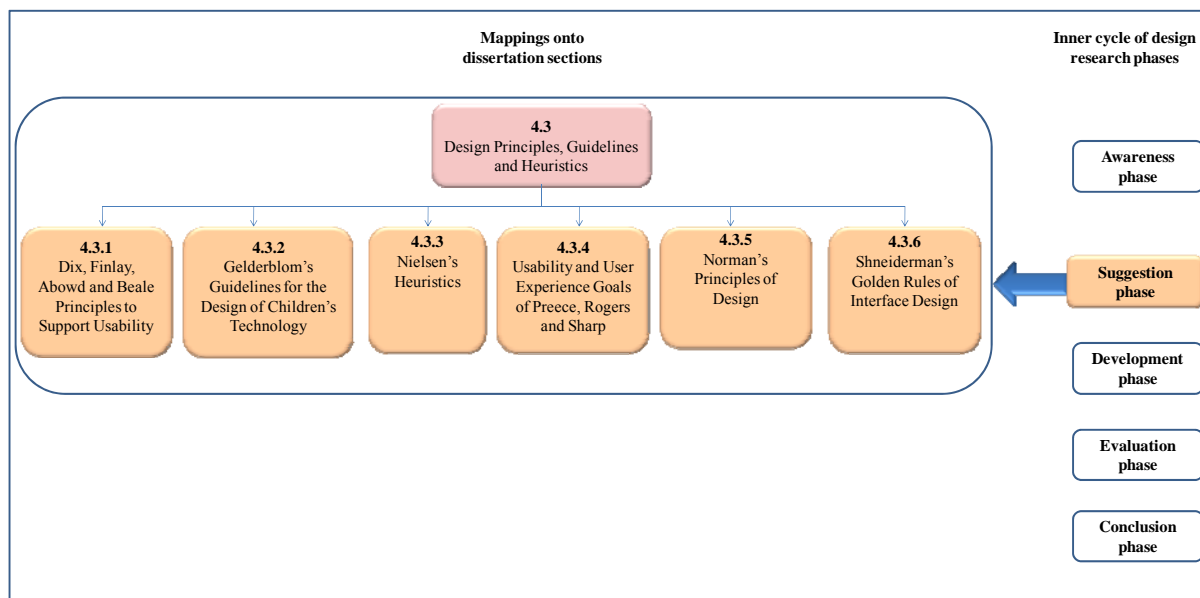 Mappings onto
dissertation sections
Inner cycle of design
research phases
4.3
Design Principles, Guidelines
and Heuristics
4.3.1
Dix, Finlay,
Abowd and Beale
Principles to
Support Usability
4.3.2
Gelderblom's
Guidelines for the
Design of Children's
Technology
4.3.3
Nielsen's
Heuristics
4.3.4
Usability and User
Experience Goals
of Preece, Rogers
and Sharp
4.3.5
Norman's
Principles
of Design
4.3.6
Shneiderman's
Golden Rules of
Interface Design
Awareness
phase
Suggestion
phase
Development
phase
Evaluation
phase
Conclusion
phase